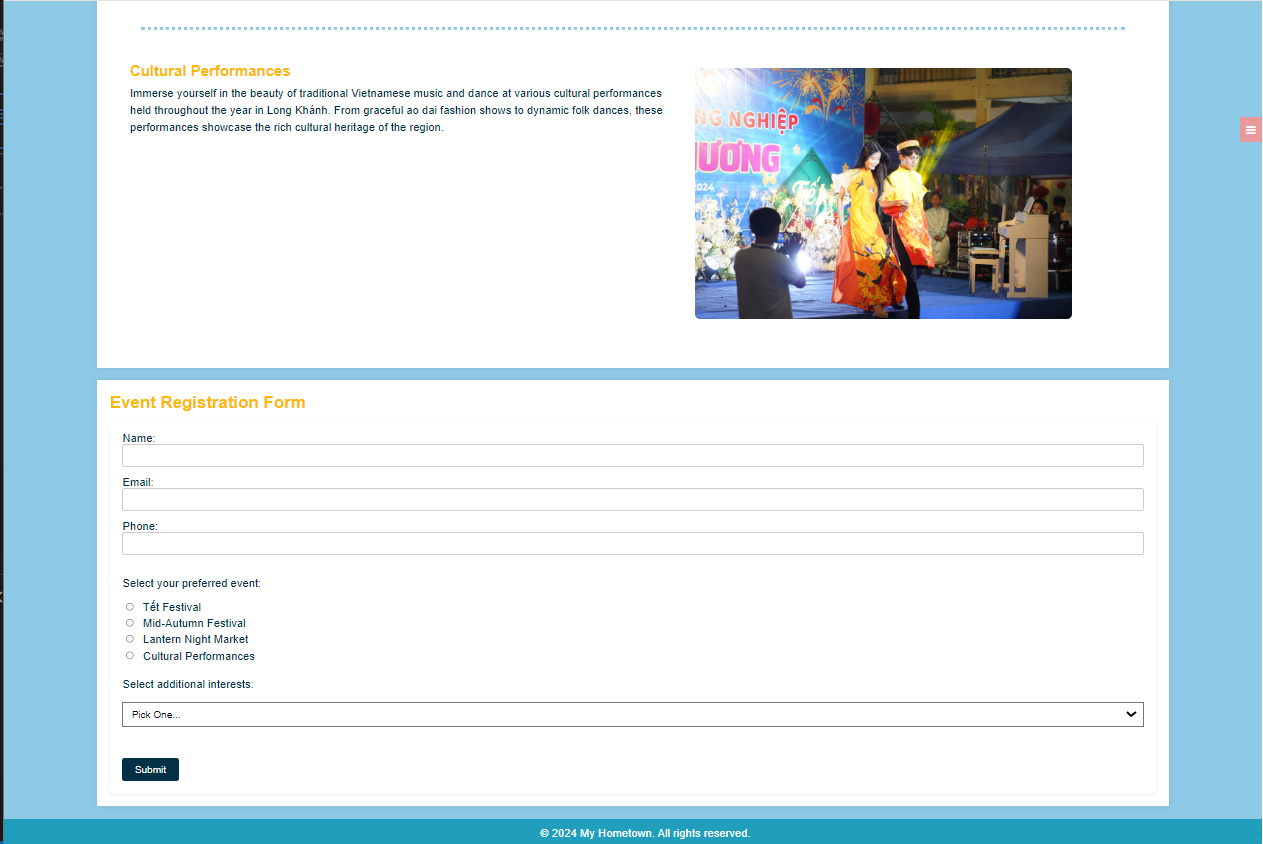 Cultural Performances
Immerse yourself in the beauty of traditional Vietnamese music and dance at various cultural performances
held throughout the year in Long Khánh. From graceful ao dai fashion shows to dynamic folk dances, these
performances showcase the rich cultural heritage of the region.
NG NGHIỆP
ƯƠNG
2024
Tết
Event Registration Form
Name:
Email:
Phone:
Select your preferred event:
Tết Festival
Mid-Autumn Festival
Lantern Night Market
Cultural Performances
Select additional interests:
Pick One...
Submit
© 2024 My Hometown. All rights reserved.